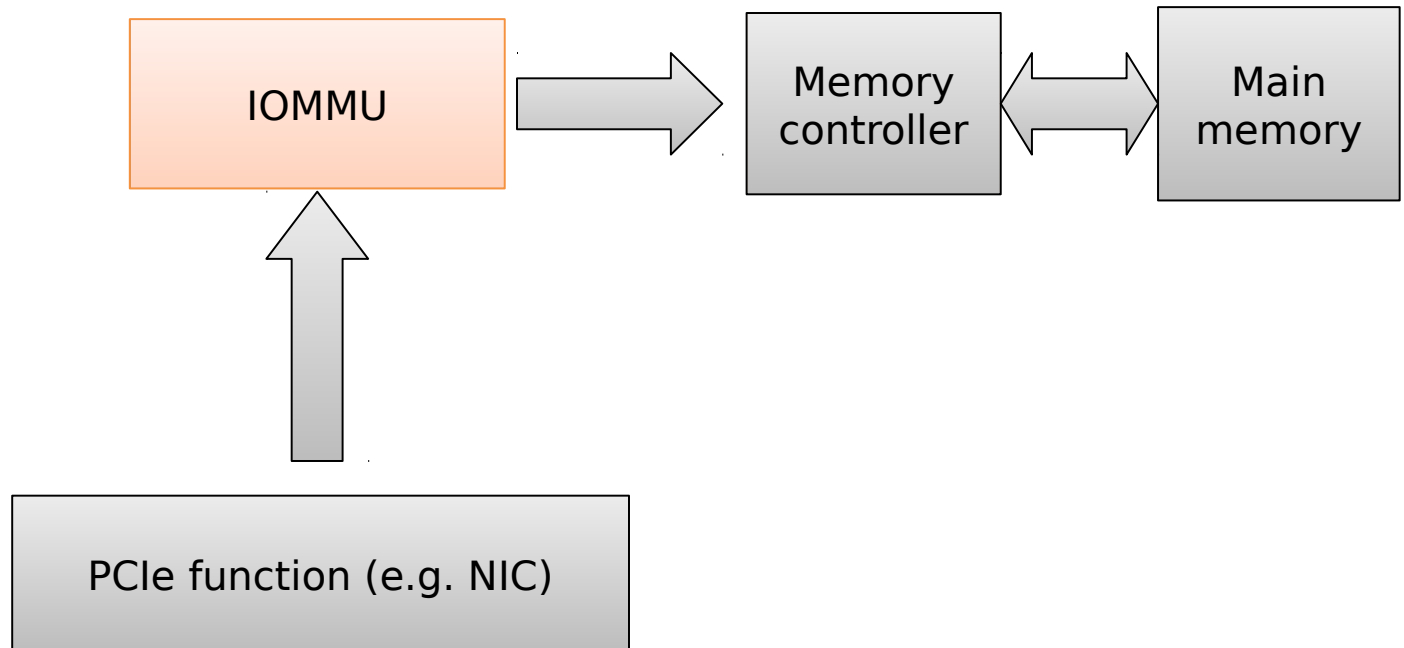 IOMMU
Memory
controller
Main
memory
PCIe function (e.g. NIC)